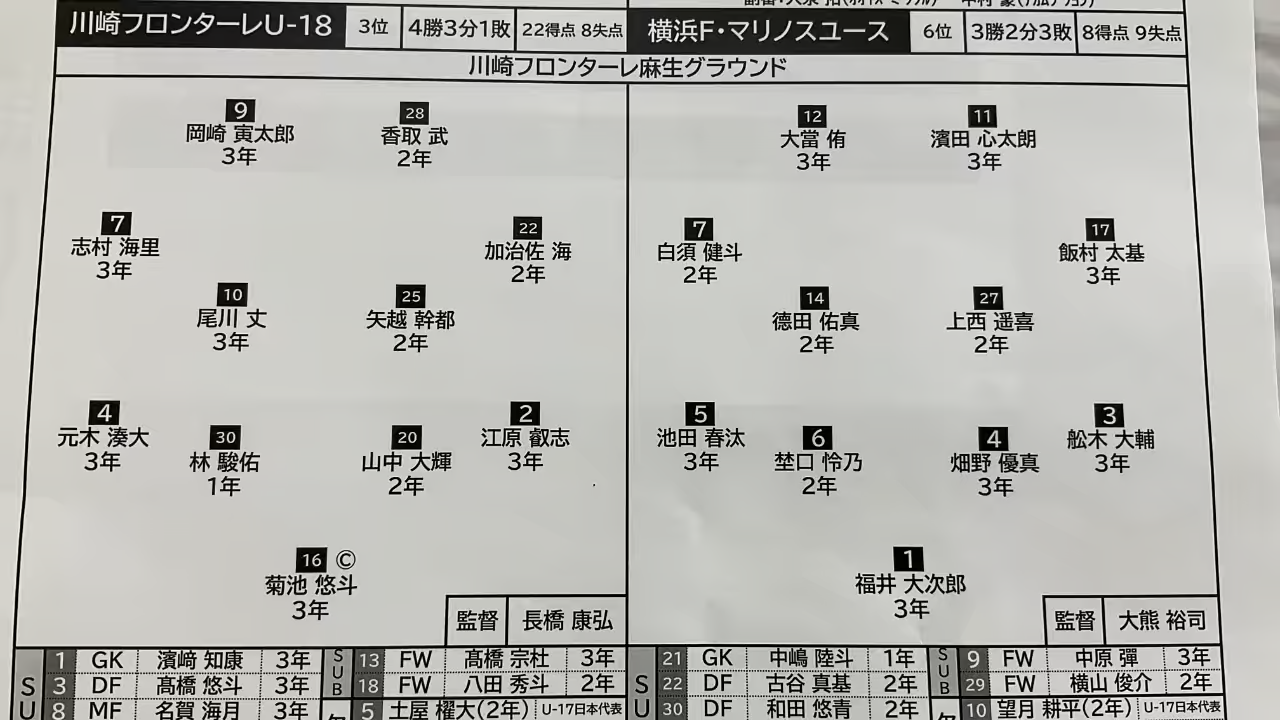 川崎フロンターレU-18 3位 4勝3分1敗 22得点 8失点 横浜F・マリノスユース 6位 3勝2分3敗 8得点 9失点
川崎フロンターレ麻生グラウンド
9 28
岡崎 寅太郎 香取 武
3年 2年
7 22
志村 海里 加治佐 海
3年 2年
10 25
尾川 丈 矢越 幹都
3年 2年
4 2
元木 湊大 江原 叡志
3年 3年
30 20
林 駿佑 山中 大輝
1年 2年
16 ©
菊池 悠斗
3年
監督 長橋 康弘
12 11
大當 侑 濱田 心太朗
3年 3年
7 17
白須 健斗 飯村 太基
2年 3年
14 27
德田 佑真 上西 遥喜
2年 2年
5 3
池田 春汰 舩木 大輔
3年 3年
6 4
埜口 怜乃 畑野 優真
2年 3年
1
福井 大次郎
3年
監督 大熊 裕司
SU
1 GK 濱﨑 知康 3年
3 DF 髙橋 悠斗 3年
8 MF 名賀 海月 3年
SUB
13 FW 髙橋 宗杜 3年
18 FW 八田 秀斗 2年
5 土屋 櫂大(2年) U-17日本代表
SU
21 GK 中嶋 陸斗 1年
22 DF 古谷 真基 2年
30 DF 和田 悠青 2年
SUB
9 FW 中原 彈 3年
29 FW 横山 俊介 2年
10 望月 耕平(2年) U-17日本代表